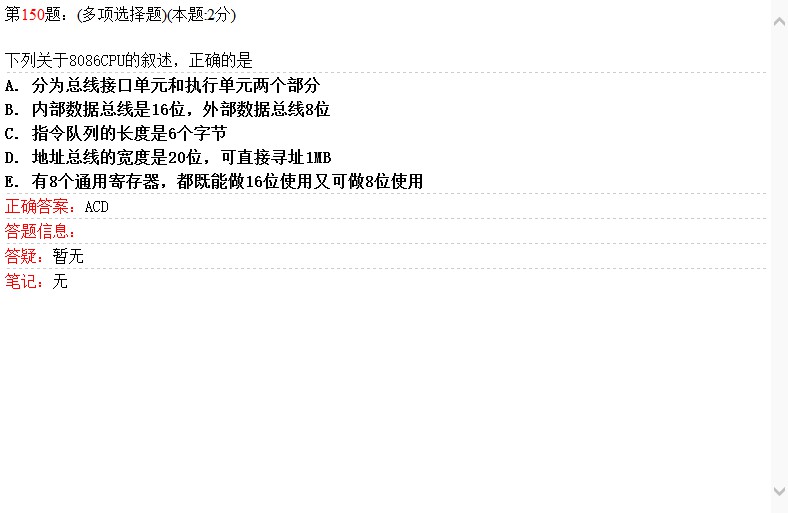 第150题：(多项选择题)(本题:2分)
下列关于8086CPU的叙述，正确的是
A. 分为总线接口单元和执行单元两个部分
B. 内部数据总线是16位，外部数据总线8位
C. 指令队列的长度是6个字节
D. 地址总线的宽度是20位，可直接寻址1MB
E. 有8个通用寄存器，都既能做16位使用又可做8位使用
正确答案：ACD
答题信息：
答疑：暂无
笔记：无